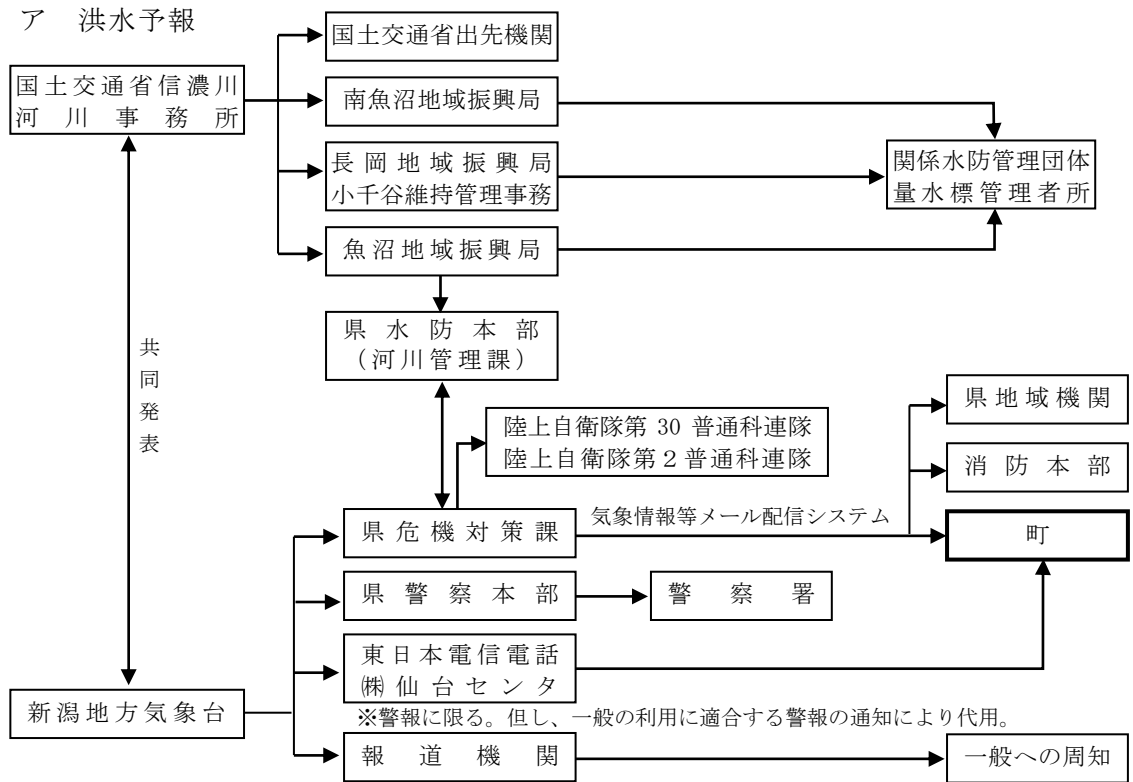 ア 洪水予報
国土交通省信濃川
河川事務所
国土交通省出先機関
南魚沼地域振興局
長岡地域振興局
小千谷維持管理事務
魚沼地域振興局
関係水防管理団体
量水標管理者所
県水防本部
(河川管理課)
共同発表
陸上自衛隊第 30 普通科連隊
陸上自衛隊第2普通科連隊
県地域機関
消防本部
県危機対策課
気象情報等メール配信システム
町
県警察本部
警察署
東日本電信電話
㈱仙台センタ
新潟地方気象台
※警報に限る。但し、一般の利用に適合する警報の通知により代用。
報道機関
一般への周知